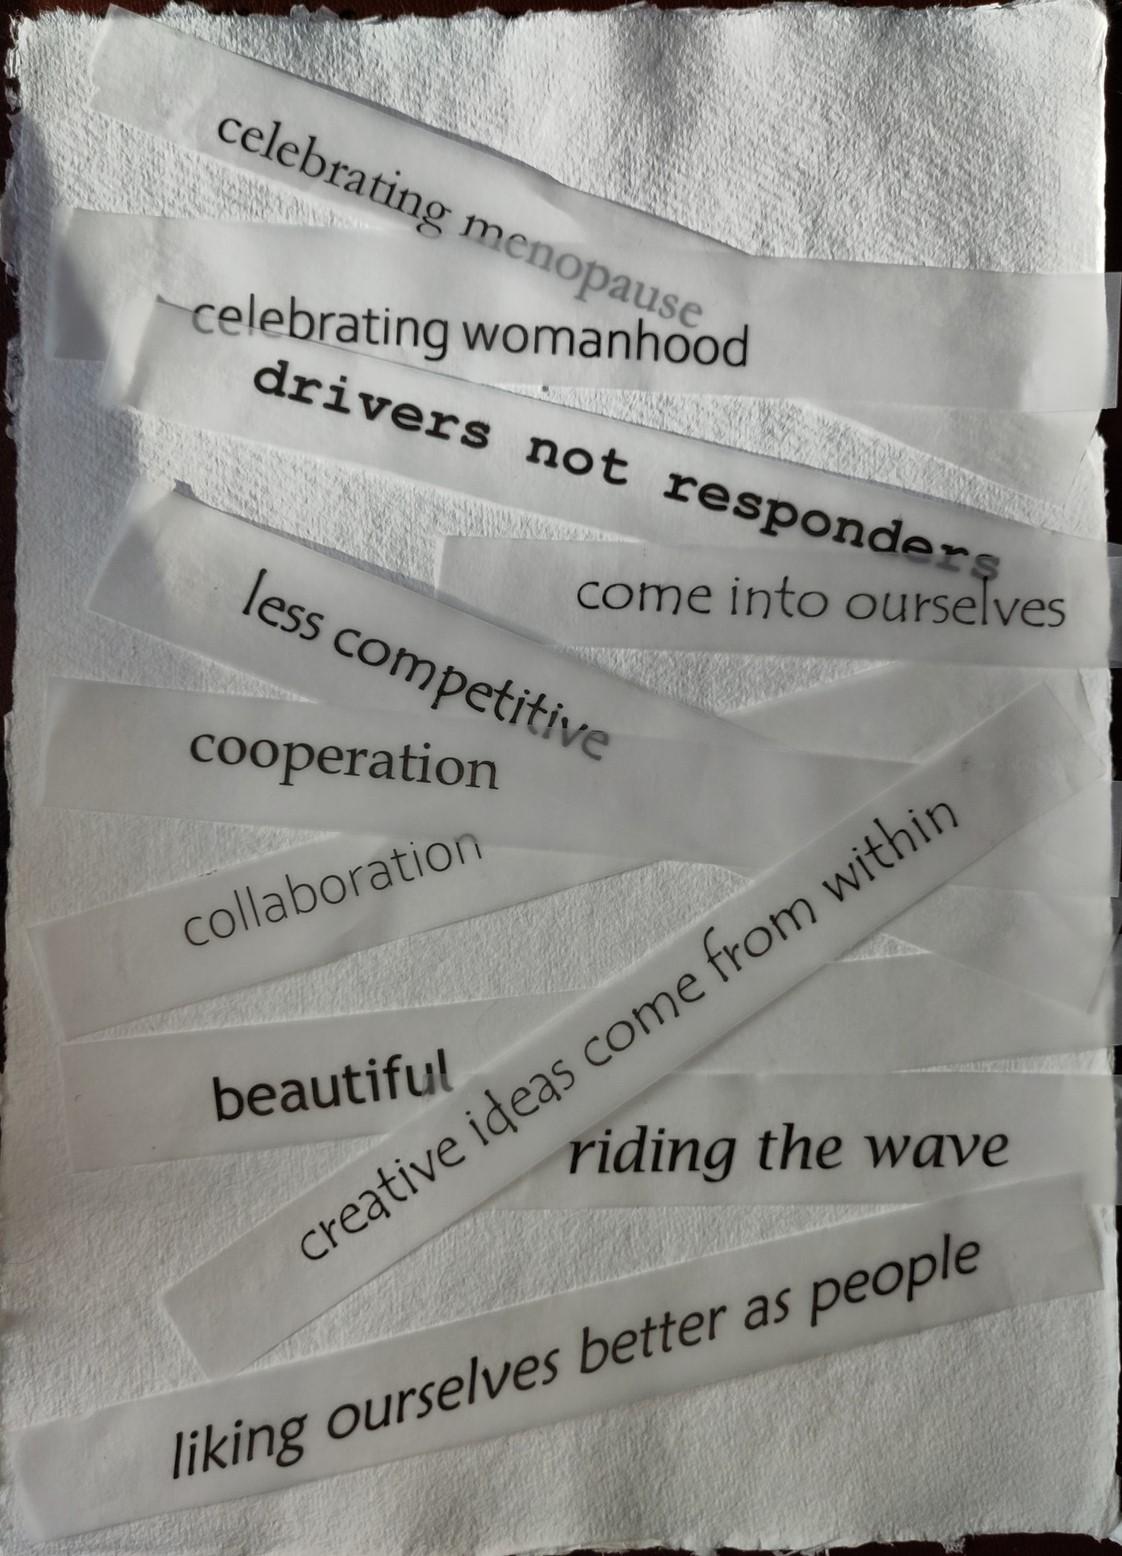 celebrating menopause
celebrating womanhood
drivers not responders
come into ourselves
less competitive
cooperation
collaboration
creative ideas come from within
beautiful
riding the wave
liking ourselves better as people